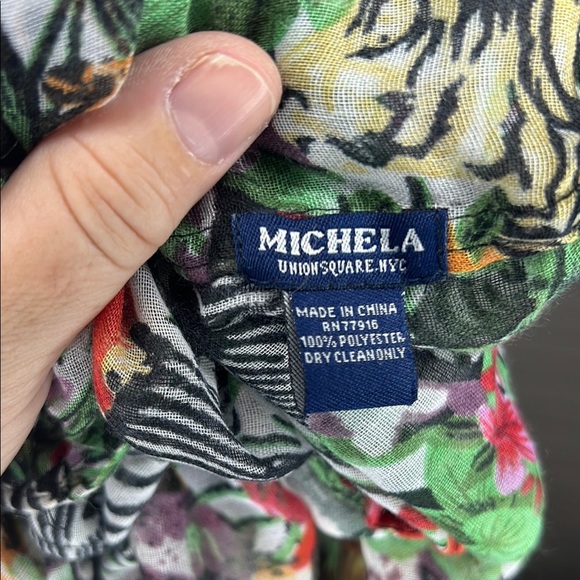 MICHELA
UNIONSQUARE.NYC
MADE IN CHINA
RN77916
100% POLYESTER
DRY CLEAN ONLY